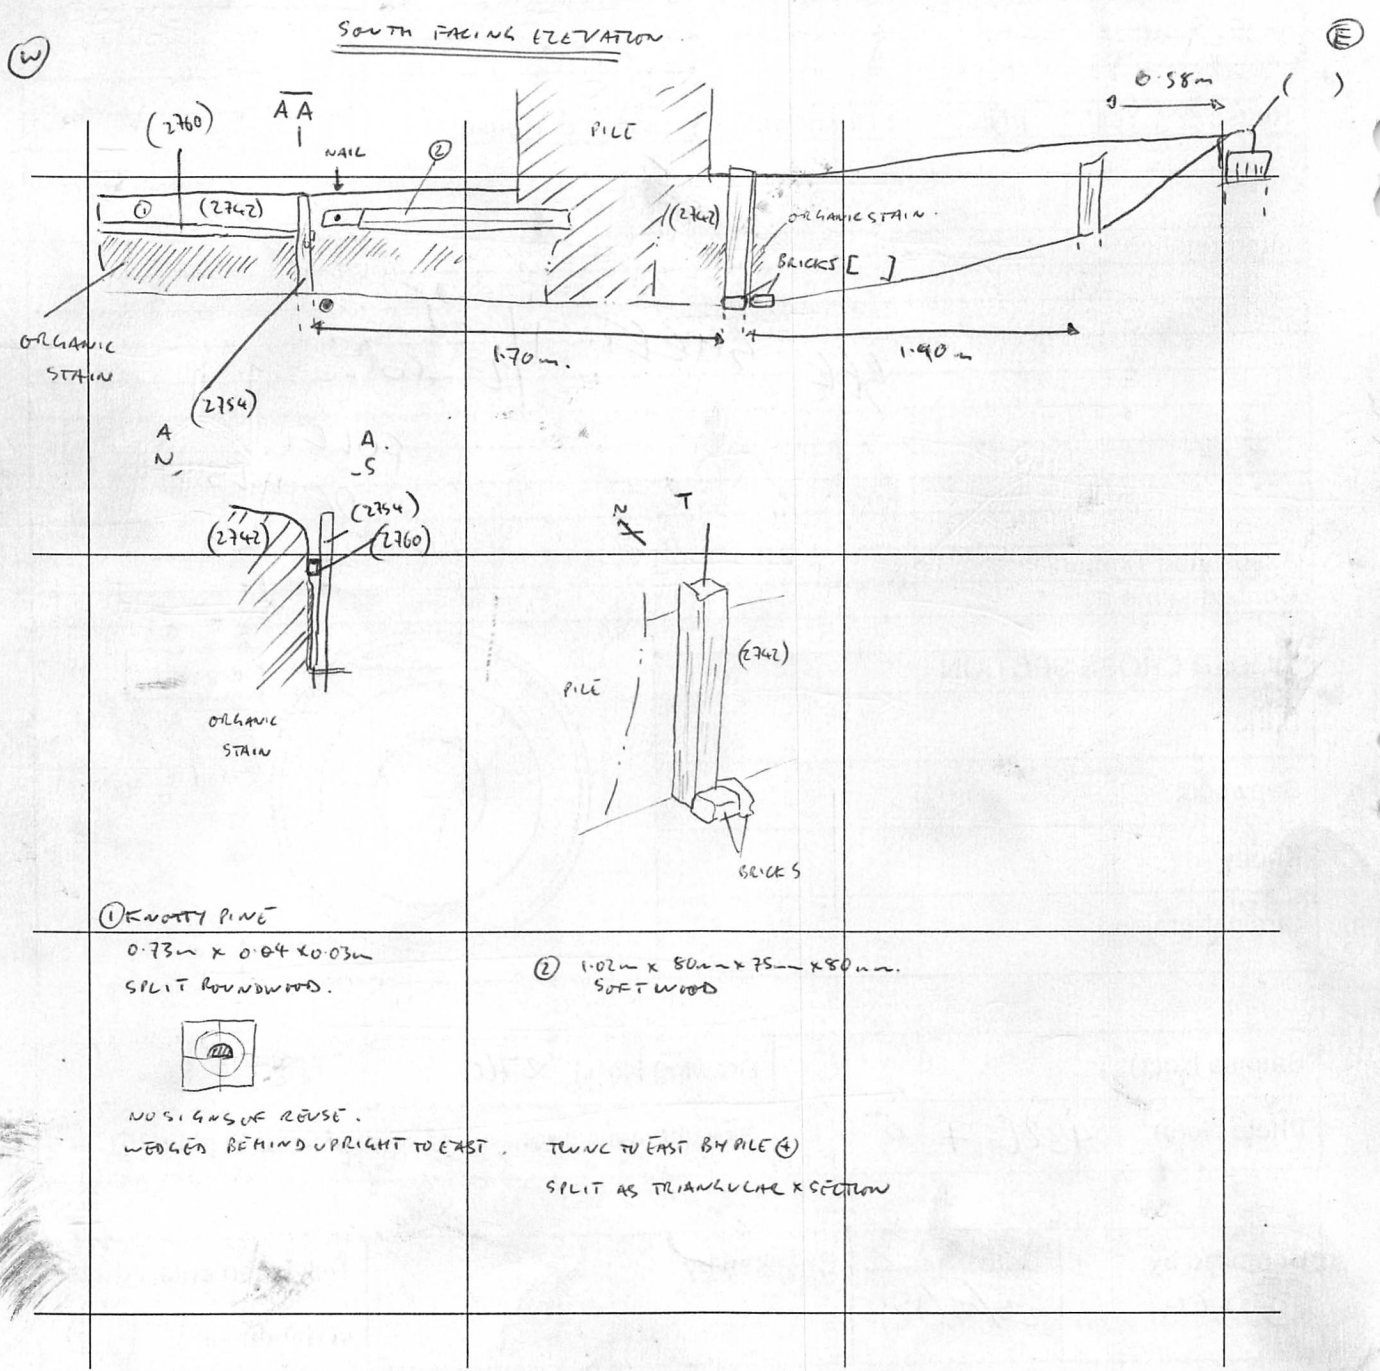 SOUTH FACING ELEVATION
W
E
0.58m
( )
(2760)
AA
NAIL
②
PILE
①
(2742)
(2742)
ORGANIC STAIN.
BRICKS [ ]
ORGANIC
STAIN
1.70m.
1.40m
(2754)
A
N
A.
S
(2742)
(2754)
(2760)
ORGANIC
STAIN
N
T
PILE
(2742)
BRICKS
① KNOTTY PINE
0.73m x 0.04 x 0.03m
SPLIT ROUNDWOOD.
NO SIGNS OF REUSE.
WEDGED BEHIND UPRIGHT TO EAST.
② 1.02m x 80mm x 75mm x 80mm.
SOFTWOOD
TRUNC TO EAST BY PILE ④
SPLIT AS TRIANGULAR X SECTION